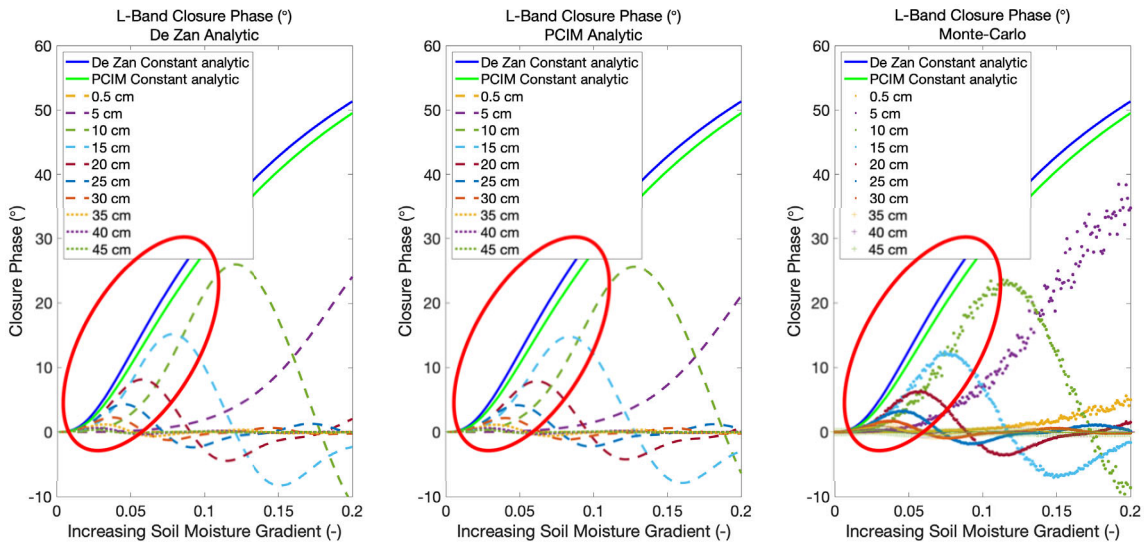 L-Band Closure Phase (°)
De Zan Analytic
60
50
40
30
20
10
0
-10
Closure Phase (°)
De Zan Constant analytic
PCIM Constant analytic
0.5 cm
5 cm
10 cm
15 cm
20 cm
25 cm
30 cm
35 cm
40 cm
45 cm
0 0.05 0.1 0.15 0.2
Increasing Soil Moisture Gradient (-)
L-Band Closure Phase (°)
PCIM Analytic
60
50
40
30
20
10
0
-10
Closure Phase (°)
De Zan Constant analytic
PCIM Constant analytic
0.5 cm
5 cm
10 cm
15 cm
20 cm
25 cm
30 cm
35 cm
40 cm
45 cm
0 0.05 0.1 0.15 0.2
Increasing Soil Moisture Gradient (-)
L-Band Closure Phase (°)
Monte-Carlo
60
50
40
30
20
10
0
-10
Closure Phase (°)
De Zan Constant analytic
PCIM Constant analytic
0.5 cm
5 cm
10 cm
15 cm
20 cm
25 cm
30 cm
35 cm
40 cm
45 cm
0 0.05 0.1 0.15 0.2
Increasing Soil Moisture Gradient (-)